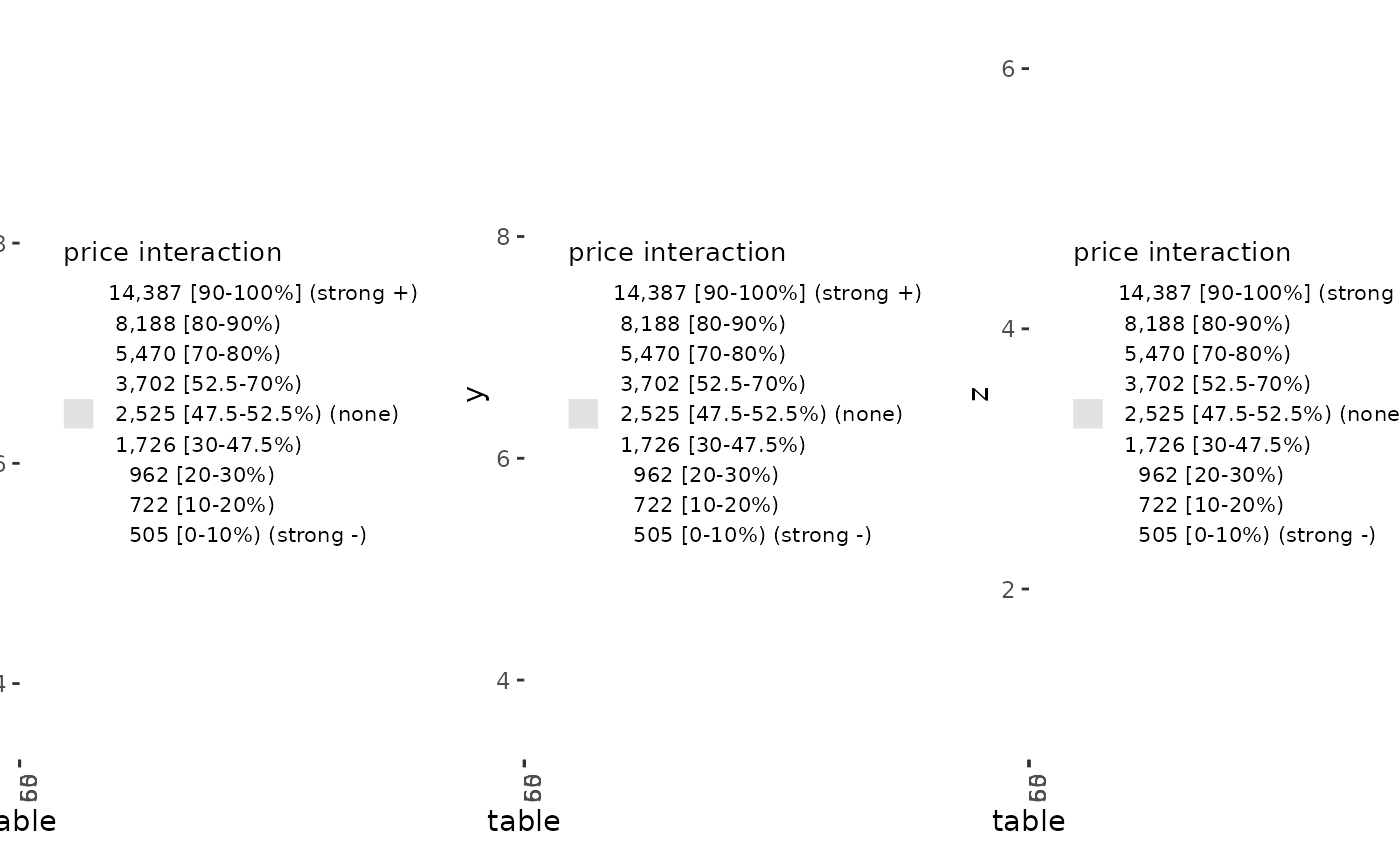 price interaction
14,387 [90-100%] (strong +)
8,188 [80-90%)
5,470 [70-80%)
3,702 [52.5-70%)
2,525 [47.5-52.5%) (none)
1,726 [30-47.5%)
962 [20-30%)
722 [10-20%)
505 [0-10%) (strong -)
8
6
4
able
y
8
6
4
price interaction
14,387 [90-100%] (strong +)
8,188 [80-90%)
5,470 [70-80%)
3,702 [52.5-70%)
2,525 [47.5-52.5%) (none)
1,726 [30-47.5%)
962 [20-30%)
722 [10-20%)
505 [0-10%) (strong -)
table
z
6
4
2
price interaction
14,387 [90-100%] (strong
8,188 [80-90%)
5,470 [70-80%)
3,702 [52.5-70%)
2,525 [47.5-52.5%) (none
1,726 [30-47.5%)
962 [20-30%)
722 [10-20%)
505 [0-10%) (strong -)
table